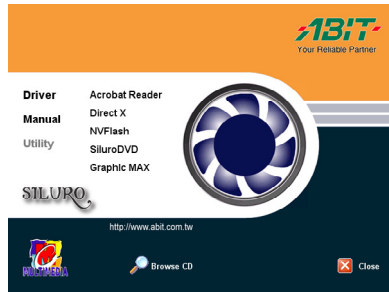 ABIT
Your Reliable Partner
Driver
Manual
Utility
Acrobat Reader
Direct X
NVFlash
SiluroDVD
Graphic MAX
SILURO
http://www.abit.com.tw
MULTIMEDIA
Browse CD
Close